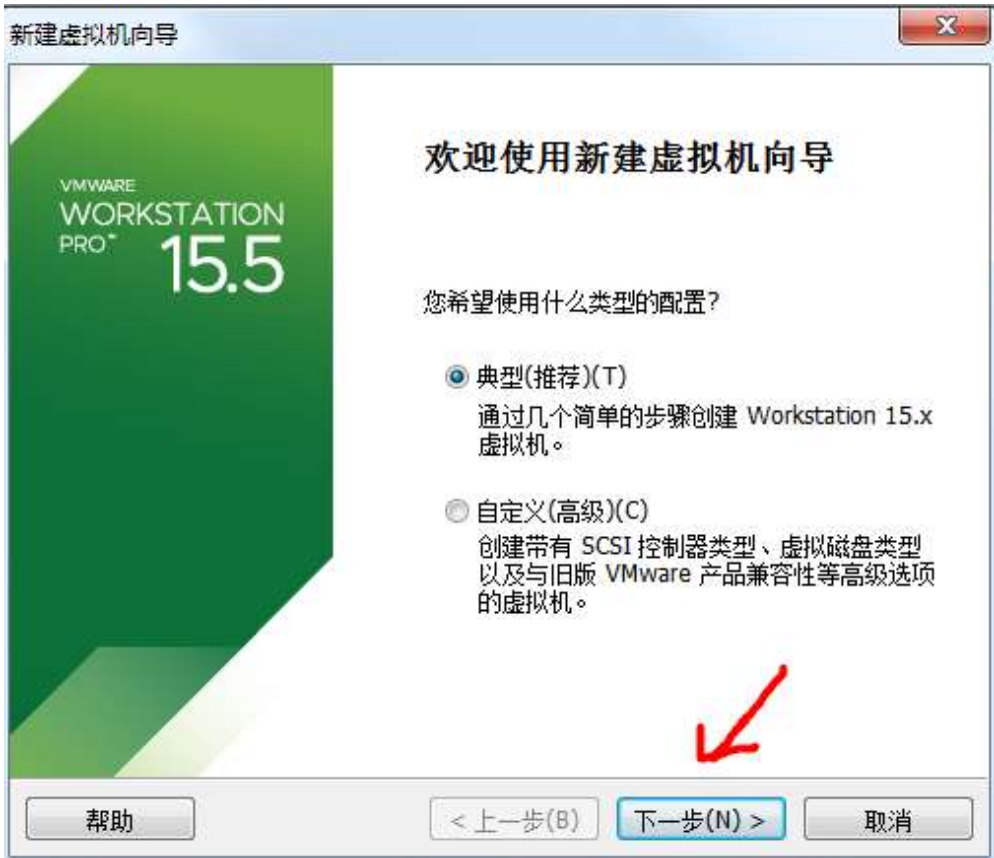 新建虚拟机向导
VMWARE
WORKSTATION
PRO™ 15.5
欢迎使用新建虚拟机向导
您希望使用什么类型的配置?
典型(推荐)(T)
通过几个简单的步骤创建 Workstation 15.x
虚拟机。
自定义(高级)(C)
创建带有 SCSI 控制器类型、虚拟磁盘类型
以及与旧版 VMware 产品兼容性等高级选项
的虚拟机。
帮助
< 上一步(B)
下一步(N) >
取消